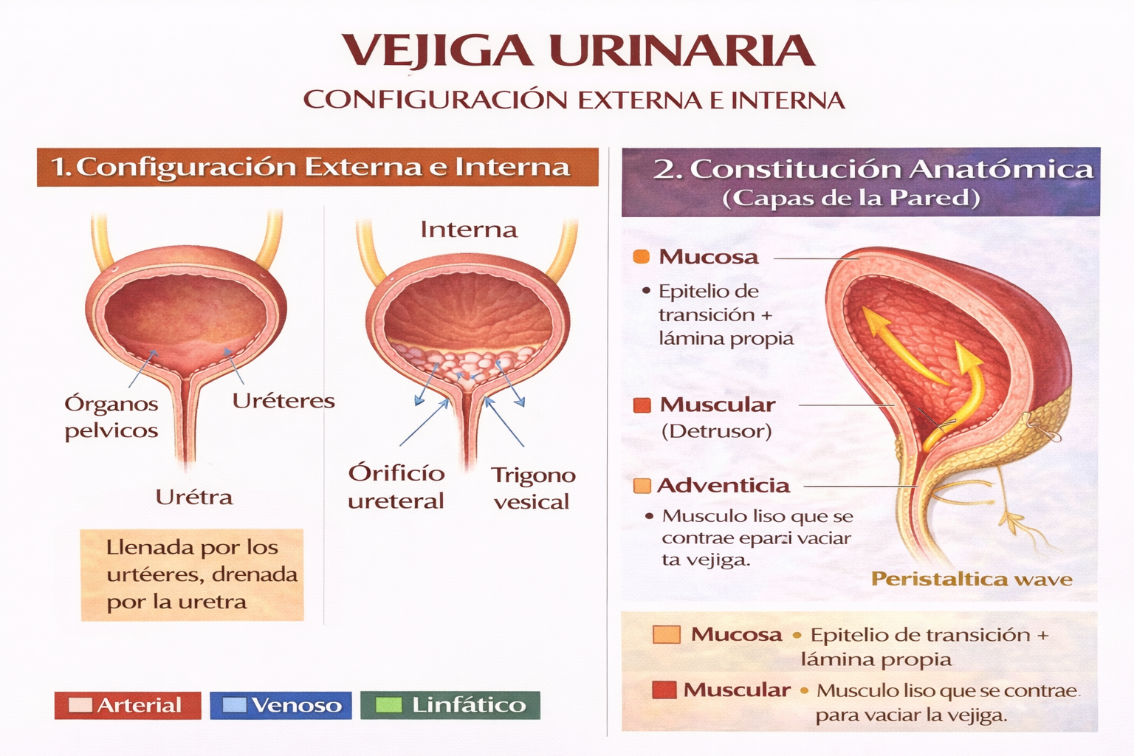 VEJIGA URINARIA
CONFIGURACIÓN EXTERNA E INTERNA
1. Configuración Externa e Interna
Órganos
pelvicos
Uréteres
Urétra
Llenada por los
urtéeres, drenada
por la uretra
Interna
Órificío
ureteral
Trigono
vesical
Arterial
Venoso
Linfático
2. Constitución Anatómica
(Capas de la Pared)
Mucosa
• Epitelio de
transición +
lámina propia
Muscular
(Detrusor)
Adventicia
• Musculo liso que se
contrae eparai vaciar
ta vejiga.
Peristaltica wave
Mucosa • Epitelio de transición +
lámina propia
Muscular • Musculo liso que se contrae.
para vaciar la vejiga.